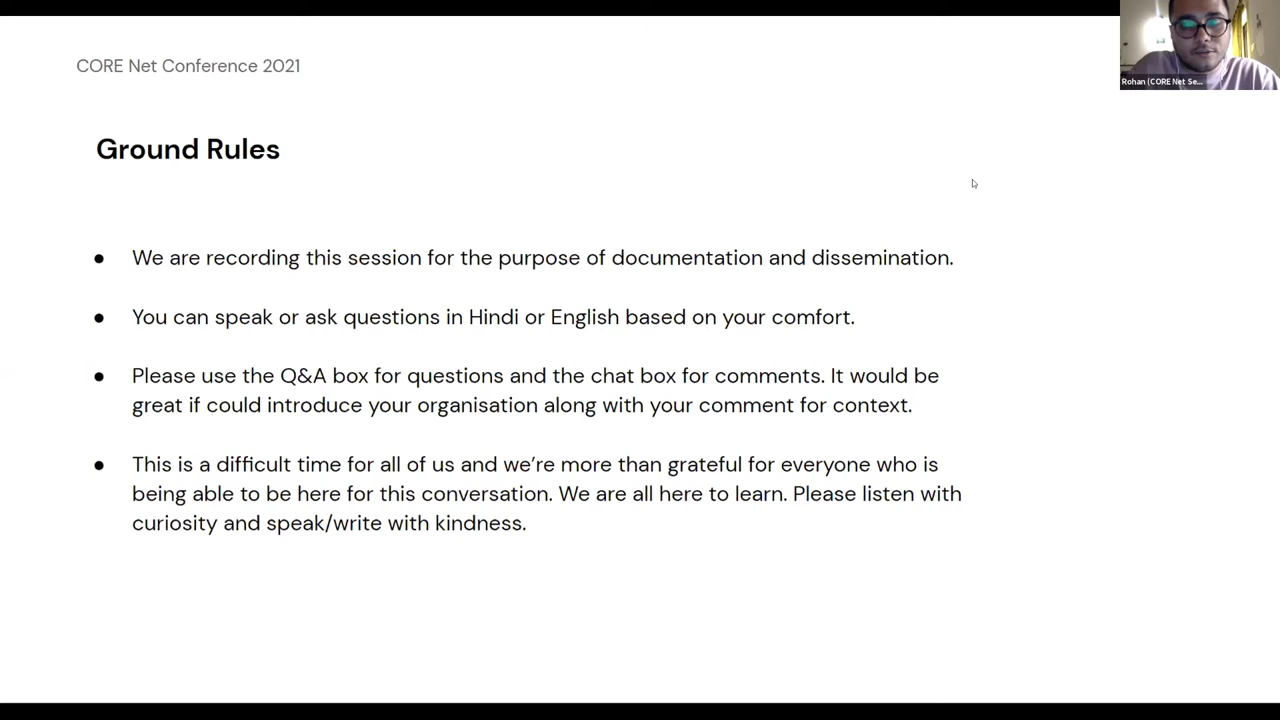 CORE Net Conference 2021
Rohan (CORE Net Se...
Ground Rules
● We are recording this session for the purpose of documentation and dissemination.
● You can speak or ask questions in Hindi or English based on your comfort.
● Please use the Q&A box for questions and the chat box for comments. It would be
great if could introduce your organisation along with your comment for context.
● This is a difficult time for all of us and we’re more than grateful for everyone who is
being able to be here for this conversation. We are all here to learn. Please listen with
curiosity and speak/write with kindness.